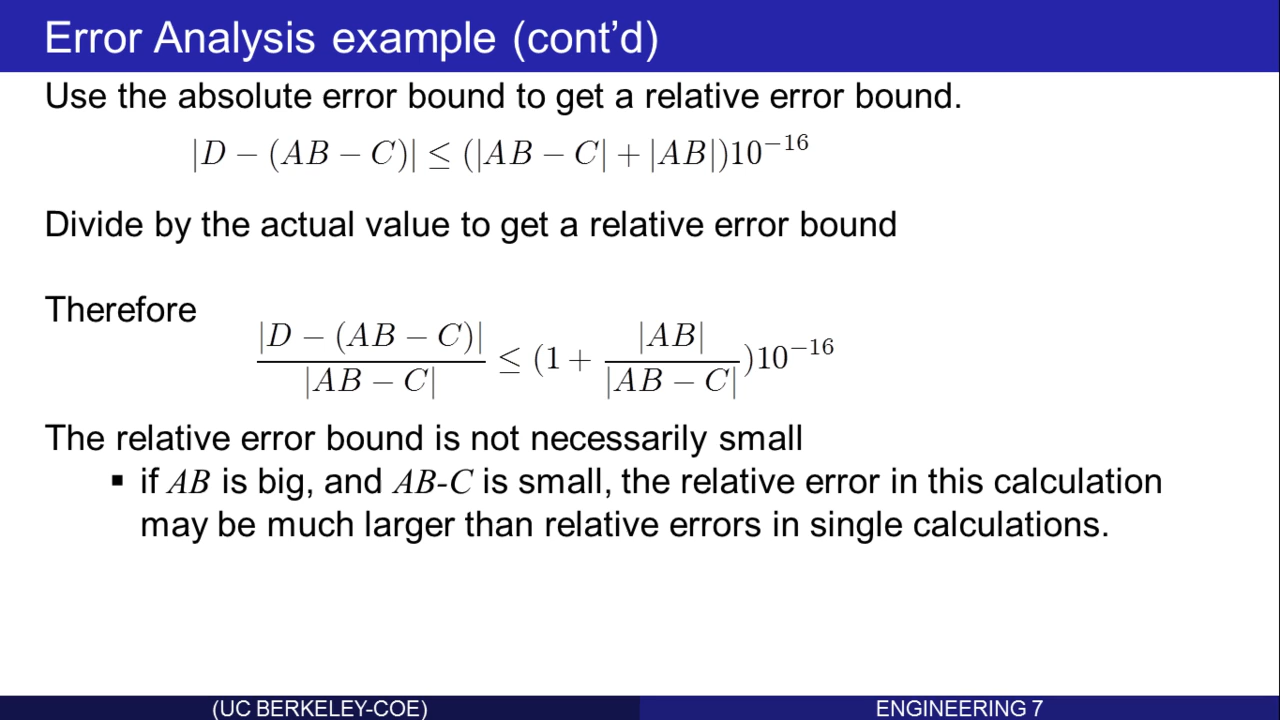 Error Analysis example (cont'd)
Use the absolute error bound to get a relative error bound.
|D − (AB − C)| ≤ (|AB − C| + |AB|)10^{−16}
Divide by the actual value to get a relative error bound
Therefore
\frac{|D − (AB − C)|}{|AB − C|} ≤ (1 + \frac{|AB|}{|AB − C|})10^{−16}
The relative error bound is not necessarily small
▪ if AB is big, and AB-C is small, the relative error in this calculation
may be much larger than relative errors in single calculations.
(UC BERKELEY-COE)
ENGINEERING 7